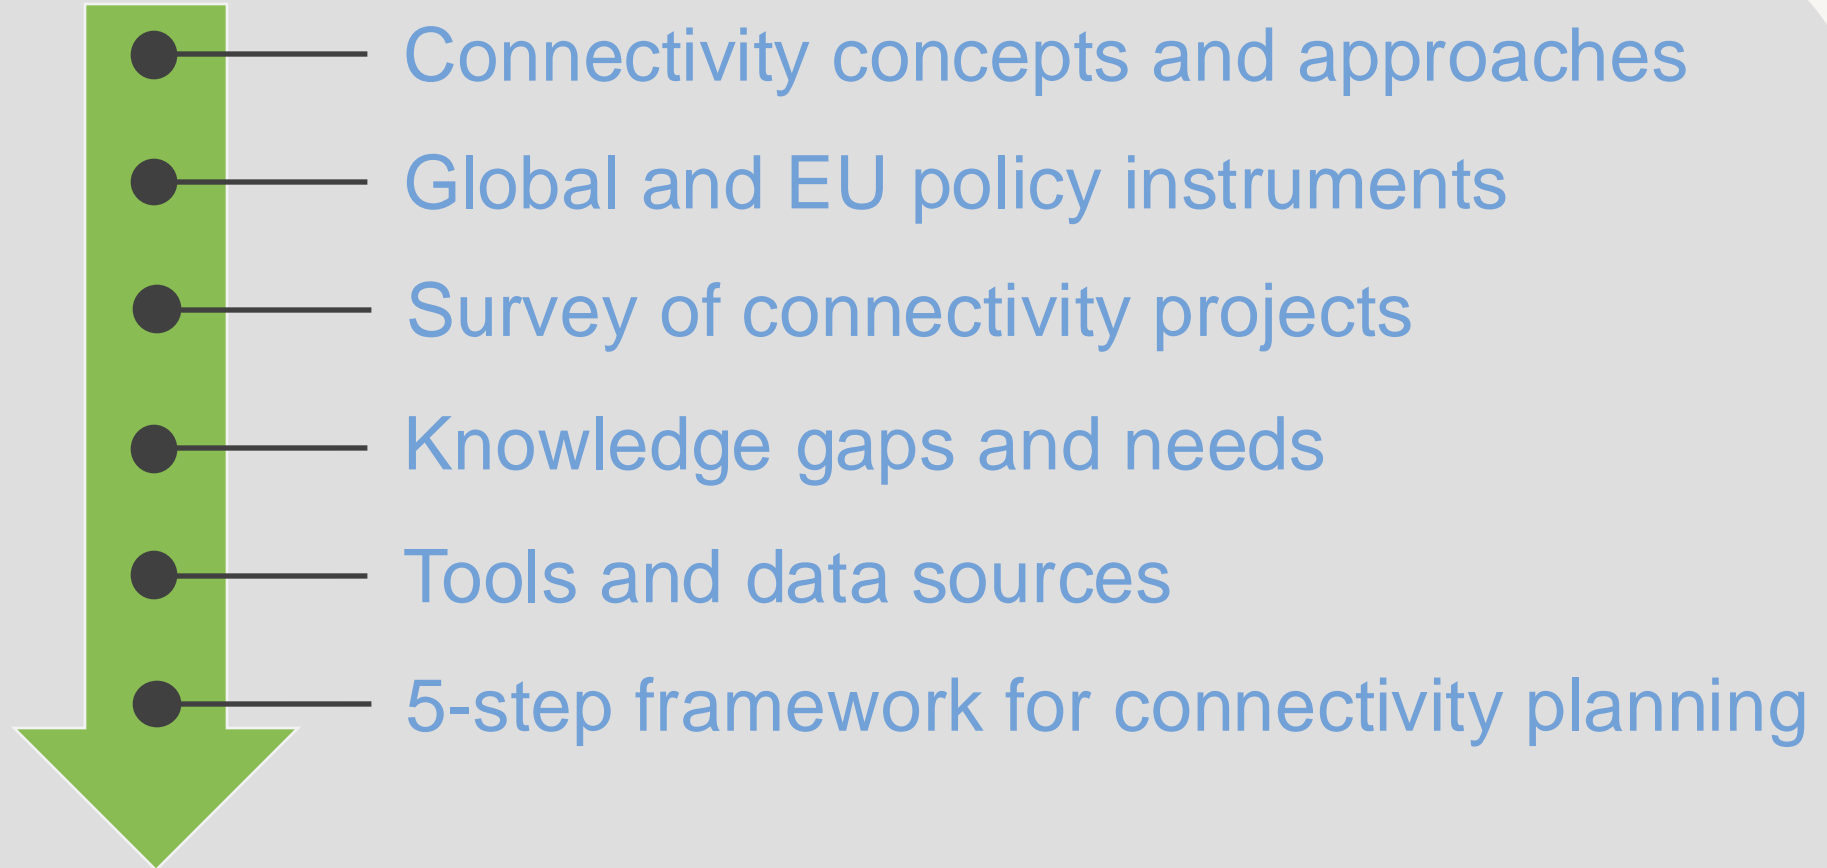 Connectivity concepts and approaches
Global and EU policy instruments
Survey of connectivity projects
Knowledge gaps and needs
Tools and data sources
5-step framework for connectivity planning